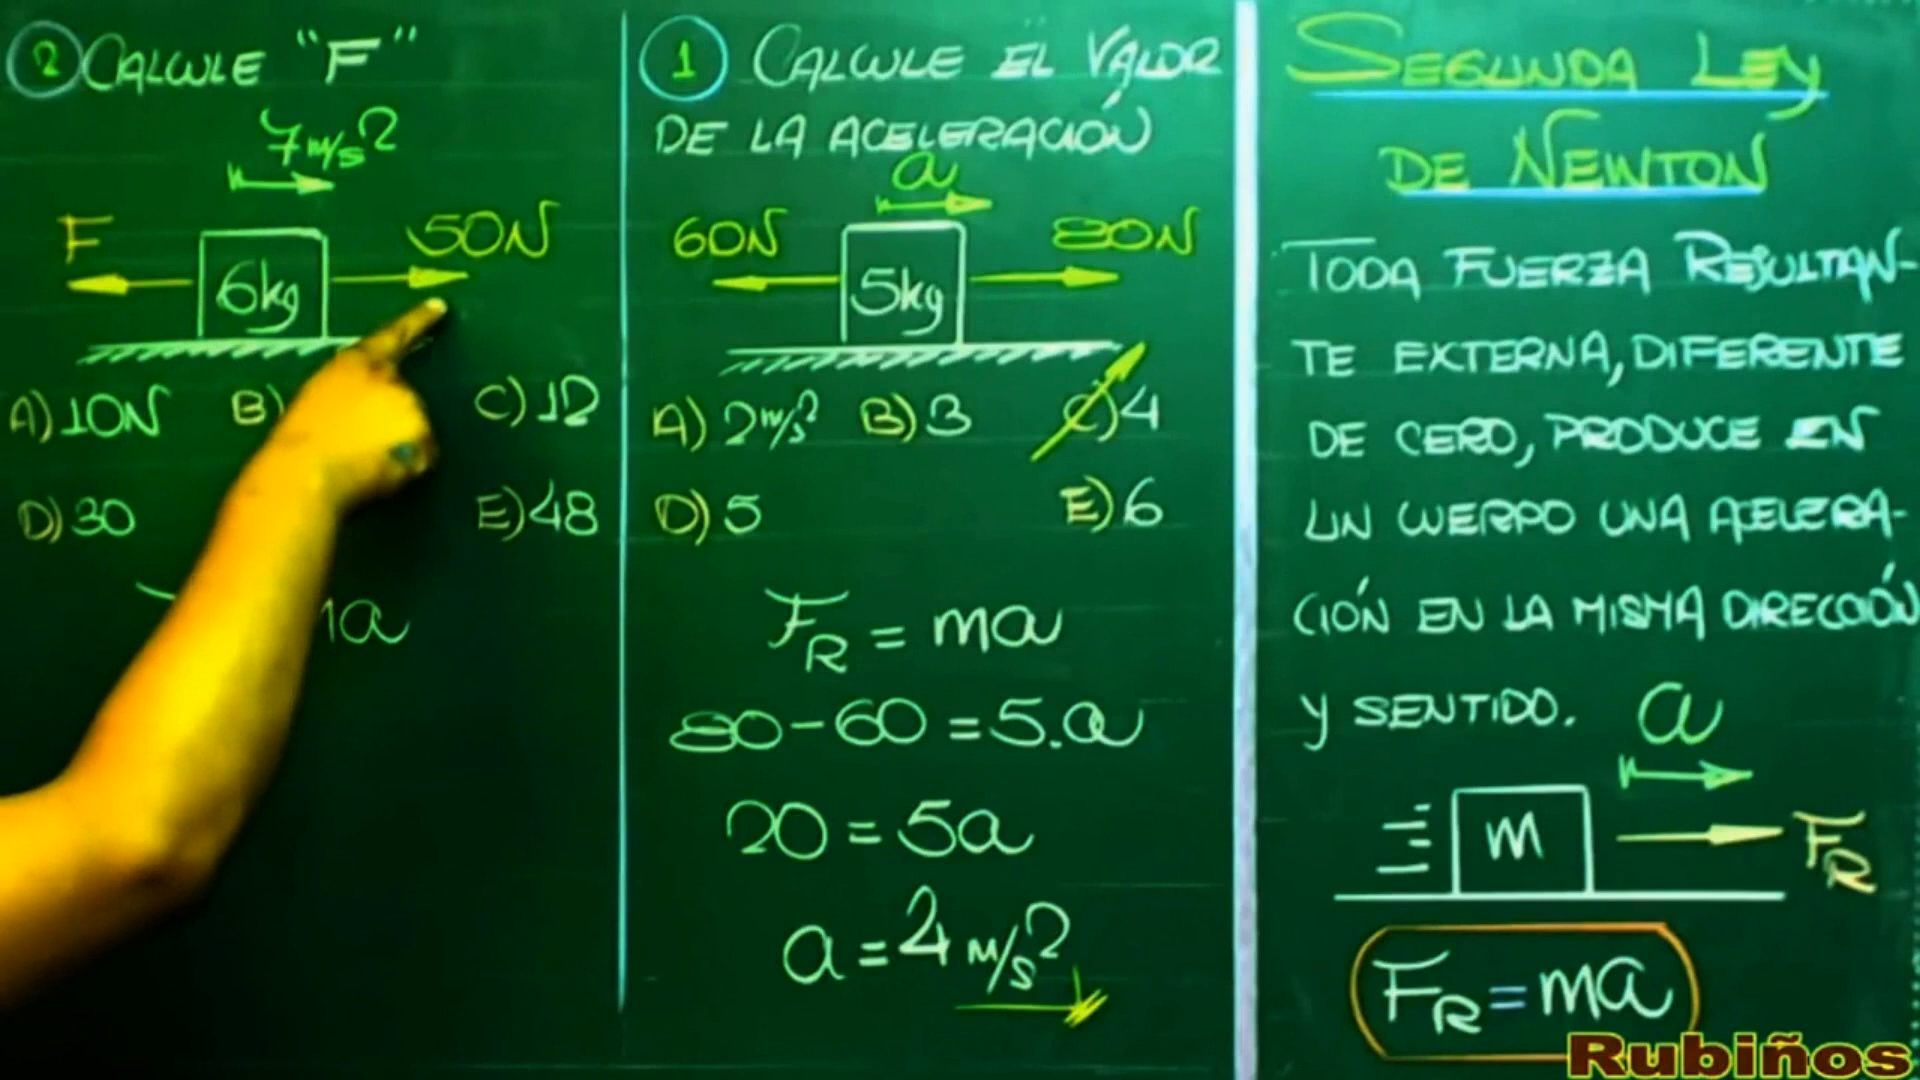 2 CALCULE "F"
7 m/s²
F
50N
6kg
A) 10N B) C) 12
D) 30 E) 48
ma
1 CALCULE EL VALOR
DE LA ACELERACIÓN
a
60N
80N
5kg
A) 2 m/s² B) 3 C) 4
D) 5 E) 6
F_R = ma
80 - 60 = 5.a
20 = 5a
a = 4 m/s²
SEGUNDA LEY
DE NEWTON
TODA FUERZA RESULTAN-
TE EXTERNA, DIFERENTE
DE CERO, PRODUCE EN
UN CUERPO UNA ACELERA-
CIÓN EN LA MISMA DIRECCIÓN
Y SENTIDO.
a
m
F_R
F_R = ma
Rubiños